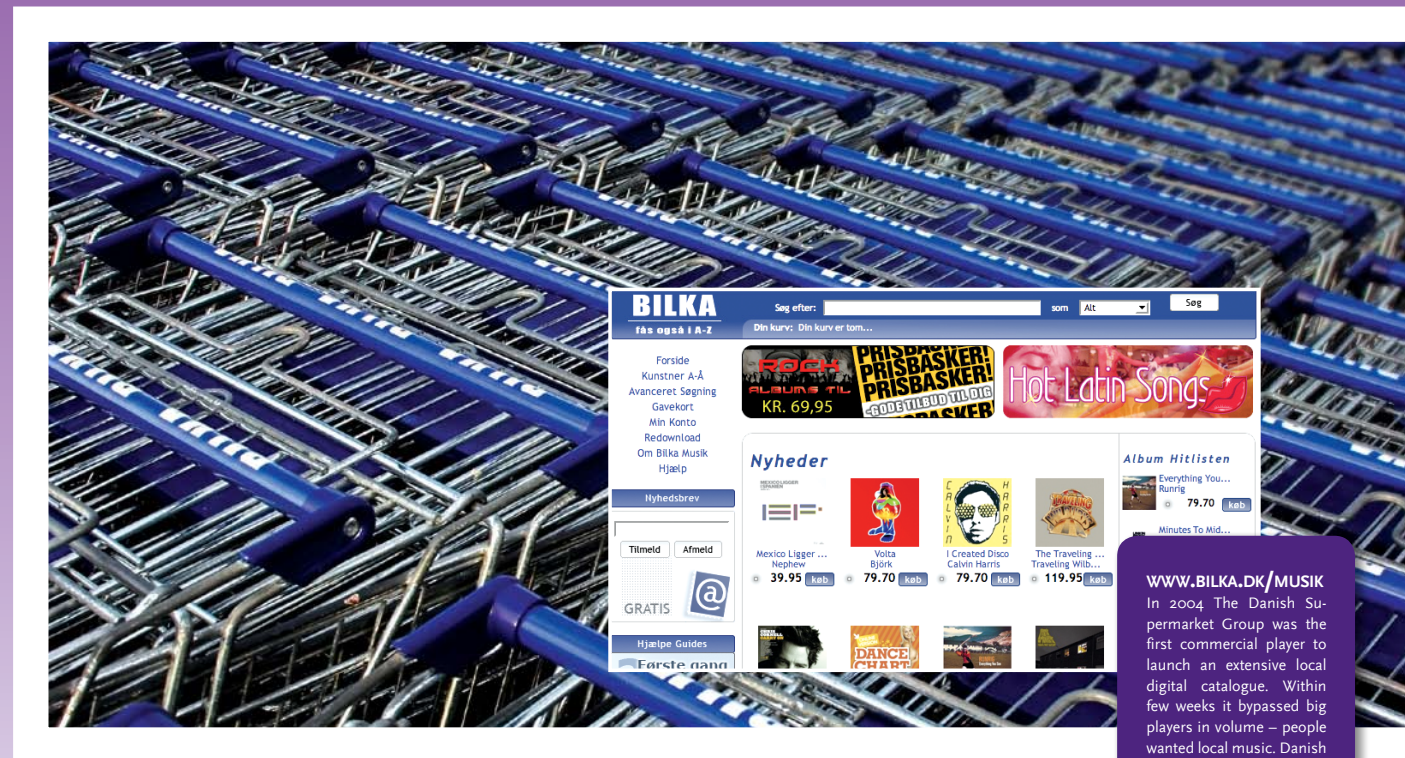 BILKA
fås også i A-Z
Søg efter:
som
Alt
Søg
Din kurv: Din kurv er tom...
Forside
Kunstner A-Å
Avanceret Søgning
Gavekort
Min Konto
Redownload
Om Bilka Musik
Hjælp
Nyhedsbrev
Tilmeld
Afmeld
GRATIS
@
Hjælpe Guides
Første gang
ROCK
ALBUMS TIL
KR. 69,95
PRISBASKER!
PRISBASKER!
PRISBASKER!
-GODE TILBUD TIL DIG
Hot Latin Songs
Nyheder
MEXICO LIGGER
I SPANIEN
CALVIN
HARRIS
Mexico Ligger ...
Nephew
39.95 køb
Volta
Björk
79.70 køb
I Created Disco
Calvin Harris
79.70 køb
The Traveling ...
Traveling Wilb...
119.95 køb
DANCE
CHART
Album Hitlisten
Everything You...
Runrig
79.70 køb
Minutes To Mid...
www.bilka.dk/musik
In 2004 The Danish Su-
permarket Group was the
first commercial player to
launch an extensive local
digital catalogue. Within
few weeks it bypassed big
players in volume – people
wanted local music. Danish